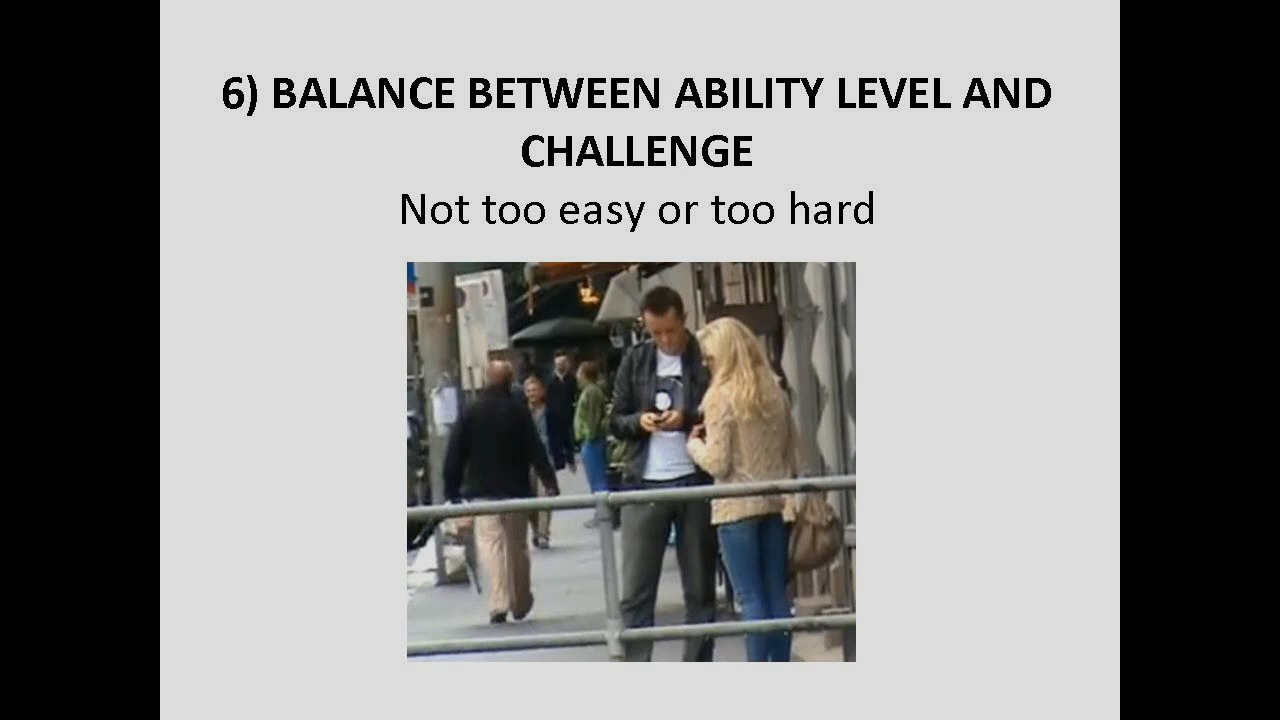 6) BALANCE BETWEEN ABILITY LEVEL AND
CHALLENGE
Not too easy or too hard